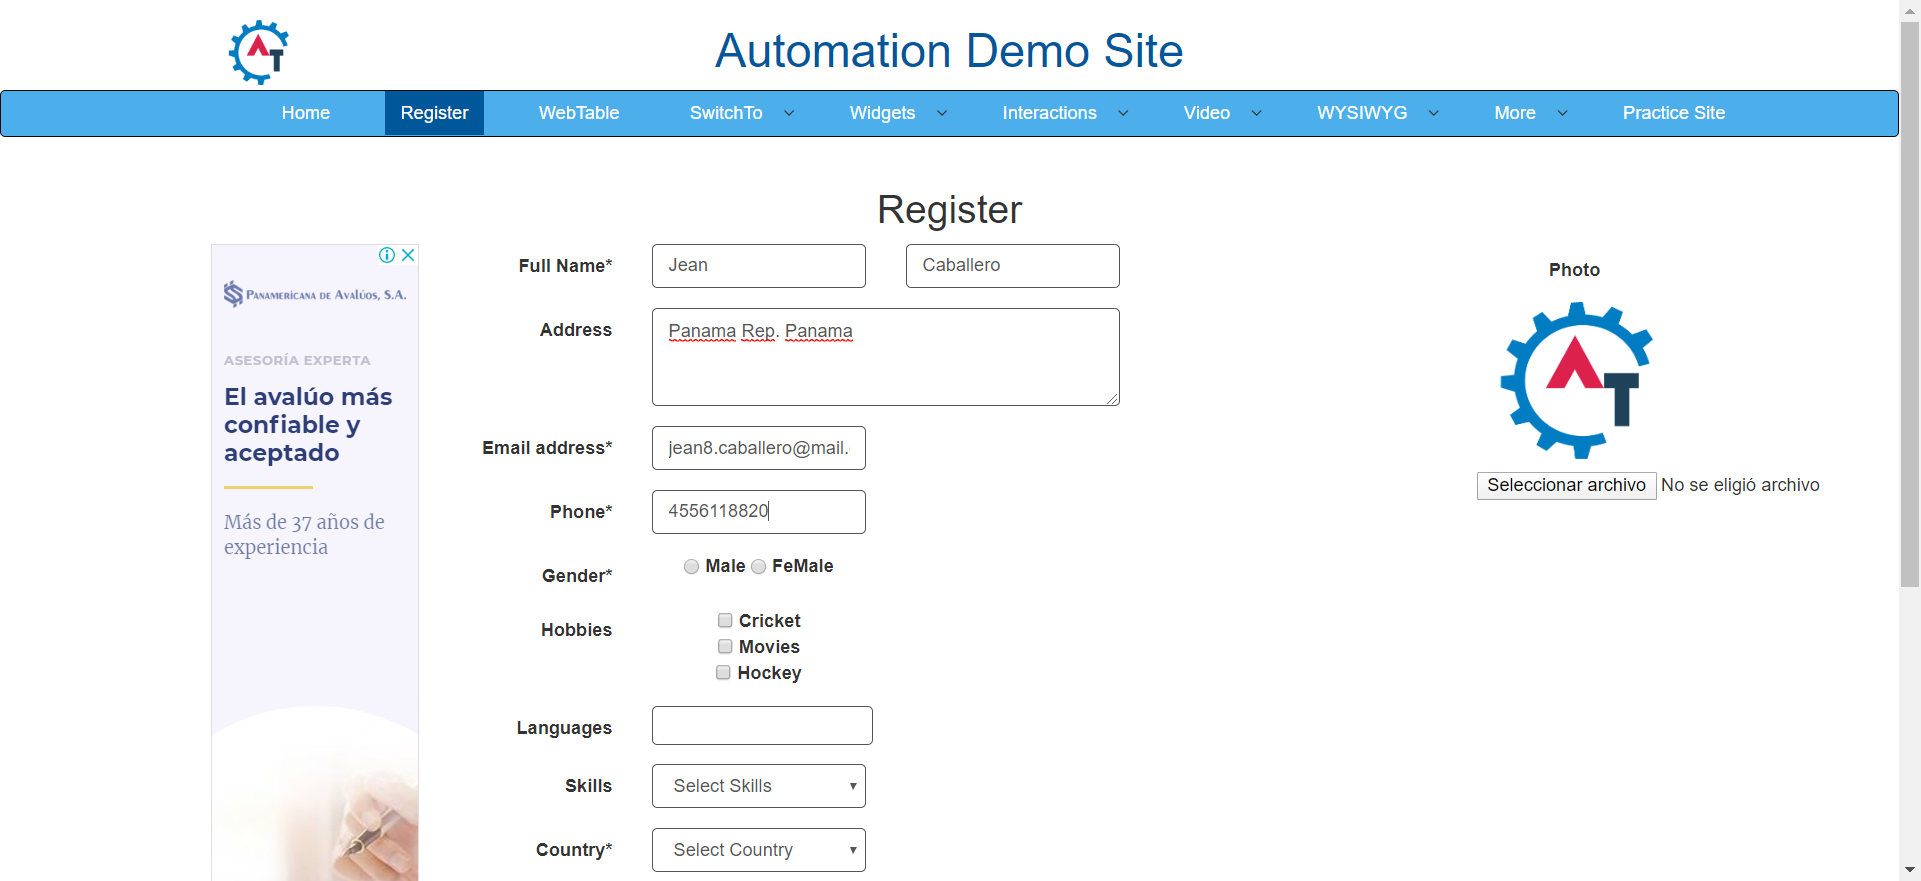 Automation Demo Site
Home Register WebTable SwitchTo Widgets Interactions Video WYSIWYG More Practice Site
Register
PANAMERICANA DE AVALÚOS, S.A.
ASESORÍA EXPERTA
El avalúo más
confiable y
aceptado
Más de 37 años de
experiencia
Full Name* Jean Caballero
Address Panama Rep. Panama
Email address* jean8.caballero@mail.
Phone* 4556118820
Gender* Male FeMale
Hobbies Cricket
Movies
Hockey
Languages
Skills Select Skills
Country* Select Country
Photo
AT
Seleccionar archivo No se eligió archivo